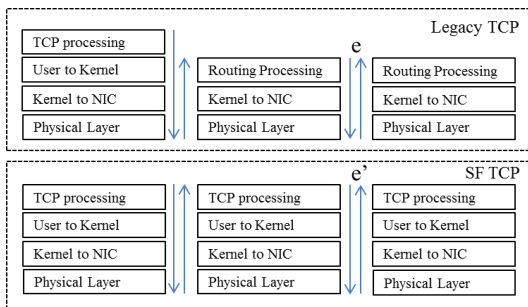 Legacy TCP
TCP processing
User to Kernel
Kernel to NIC
Physical Layer
Routing Processing
Kernel to NIC
Physical Layer
e
Routing Processing
Kernel to NIC
Physical Layer
SF TCP
TCP processing
User to Kernel
Kernel to NIC
Physical Layer
TCP processing
User to Kernel
Kernel to NIC
Physical Layer
e’
TCP processing
User to Kernel
Kernel to NIC
Physical Layer